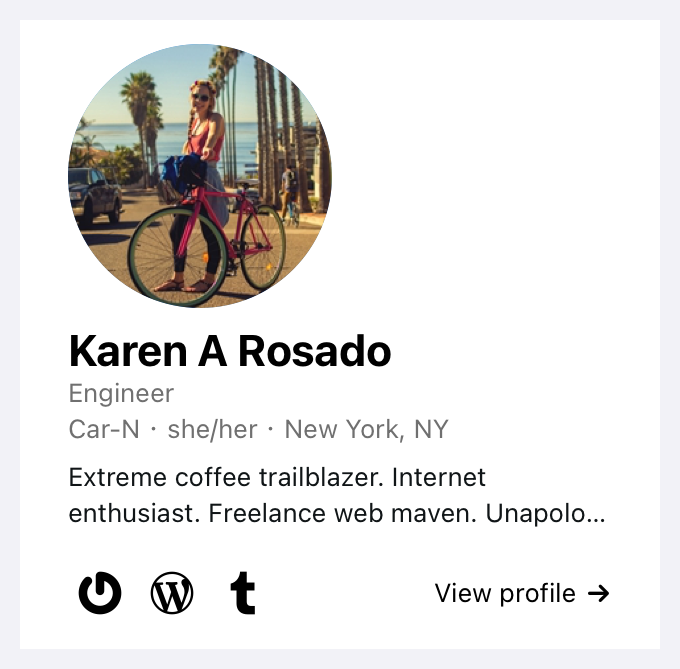 Karen A Rosado
Engineer
Car-N · she/her · New York, NY
Extreme coffee trailblazer. Internet
enthusiast. Freelance web maven. Unapolo...
View profile →